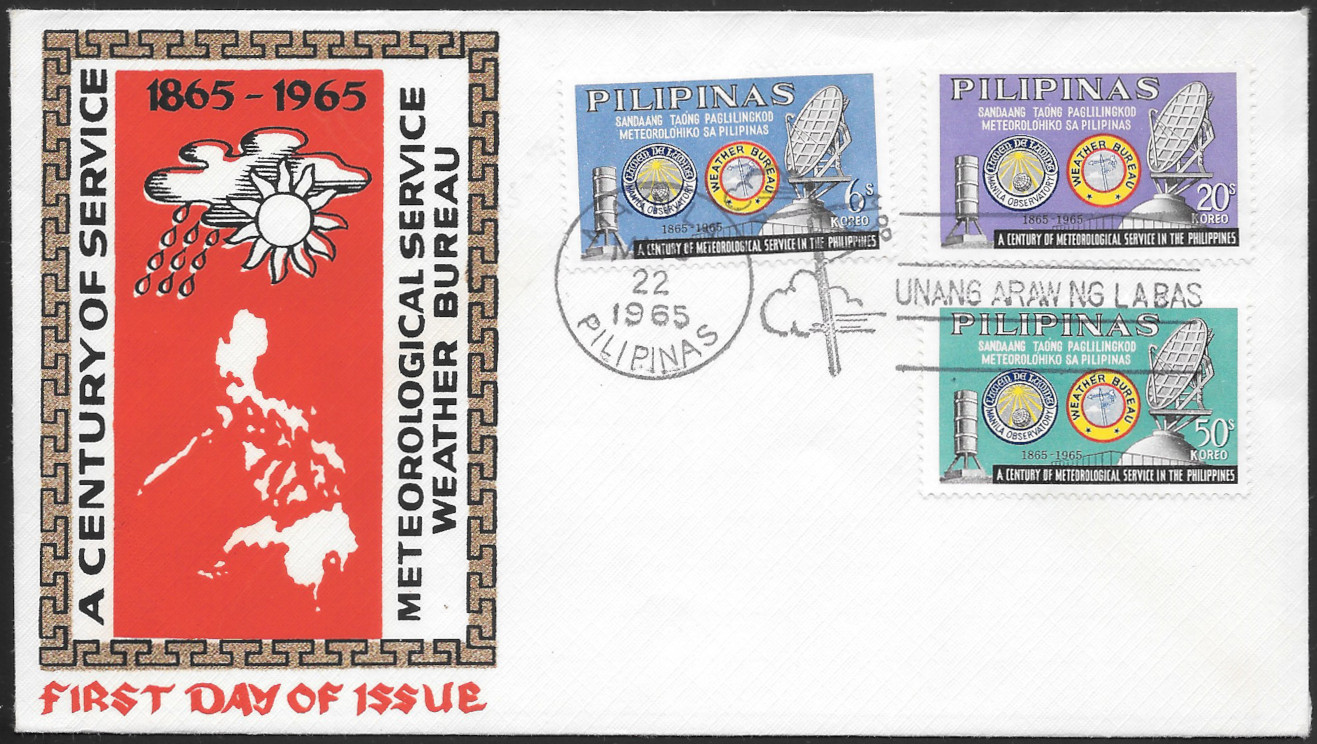 1865-1965
A CENTURY OF SERVICE
METEOROLOGICAL SERVICE
WEATHER BUREAU
FIRST DAY OF ISSUE
PILIPINAS
SANDAANG TAÓNG PAGLILINGKOD
METEOROLOHIKO SA PILIPINAS
MANILA OBSERVATORY
WEATHER BUREAU
6s
KOREO
1865-1965
A CENTURY OF METEOROLOGICAL SERVICE IN THE PHILIPPINES
PILIPINAS
SANDAANG TAÓNG PAGLILINGKOD
METEOROLOHIKO SA PILIPINAS
MANILA OBSERVATORY
WEATHER BUREAU
20s
KOREO
1865-1965
A CENTURY OF METEOROLOGICAL SERVICE IN THE PHILIPPINES
22
1965
PILIPINAS
UNANG ARAW NG LABAS
PILIPINAS
SANDAANG TAÓNG PAGLILINGKOD
METEOROLOHIKO SA PILIPINAS
MANILA OBSERVATORY
WEATHER BUREAU
50s
KOREO
1865-1965
A CENTURY OF METEOROLOGICAL SERVICE IN THE PHILIPPINES